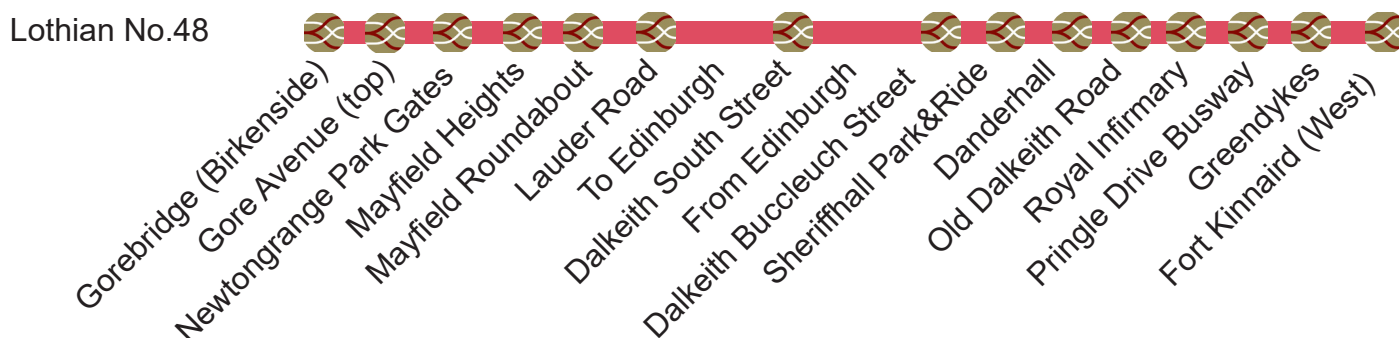 Lothian No.48
Gorebridge (Birkenside)
Gore Avenue (top)
Newtongrange Park Gates
Mayfield Heights
Mayfield Roundabout
Lauder Road
To Edinburgh
Dalkeith South Street
From Edinburgh
Dalkeith Buccleuch Street
Sheriffhall Park&Ride
Danderhall
Old Dalkeith Road
Royal Infirmary
Pringle Drive Busway
Greendykes
Fort Kinnaird (West)